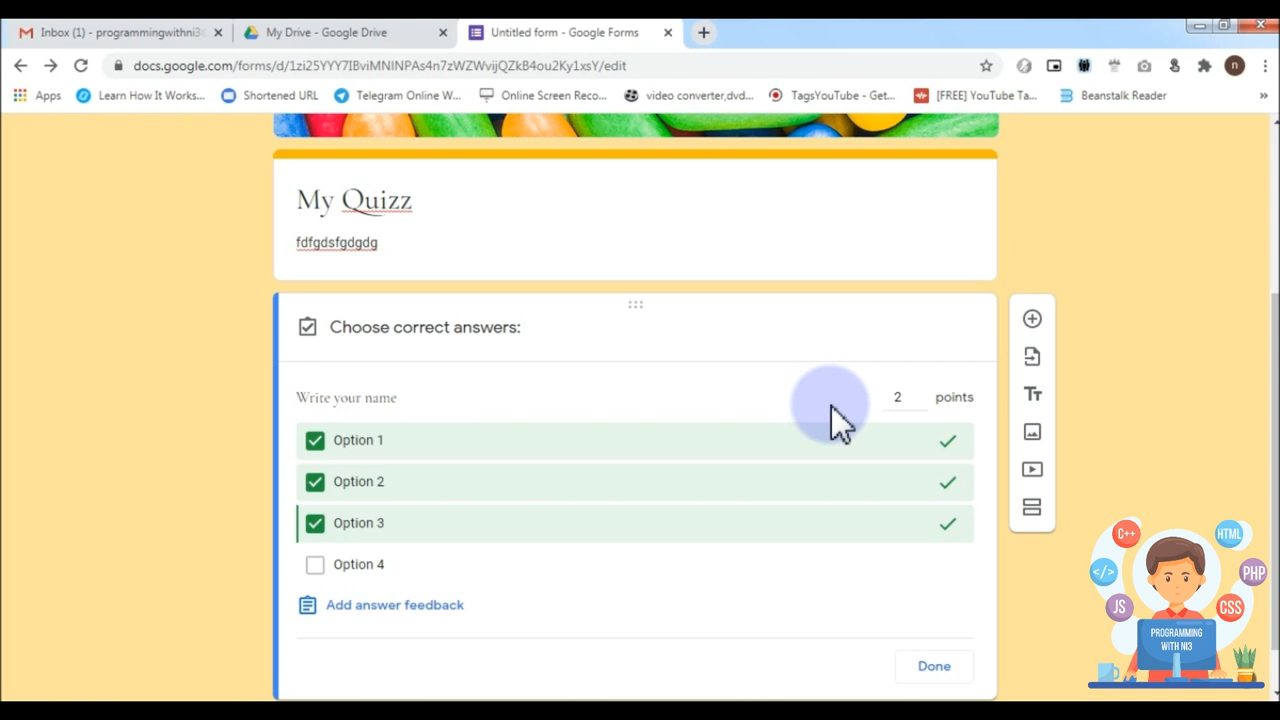 Inbox (1) - programmingwithni3
My Drive - Google Drive
Untitled form - Google Forms
docs.google.com/forms/d/1zi25YYY7IBviMNINPAs4n7zWZWvijQZkB4ou2Ky1xsY/edit
n
Apps
Learn How It Works...
Shortened URL
Telegram Online W...
Online Screen Reco...
video converter,dvd...
TagsYouTube - Get...
[FREE] YouTube Ta...
Beanstalk Reader
»
My Quizz
fdfgdsfgdgdg
Choose correct answers:
Write your name
2 points
Option 1
Option 2
Option 3
Option 4
Add answer feedback
Done
Tт
C++
HTML
</>
PHP
JS
CSS
PROGRAMMING
WITH NI3